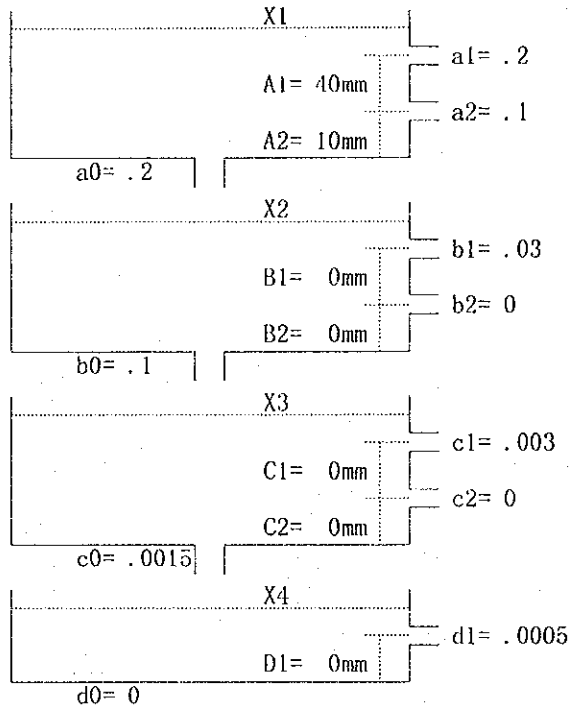 X1
a1= .2
A1= 40mm
a2= .1
A2= 10mm
a0= .2
X2
b1= .03
B1= 0mm
b2= 0
B2= 0mm
b0= .1
X3
c1= .003
C1= 0mm
c2= 0
C2= 0mm
c0= .0015
X4
d1= .0005
D1= 0mm
d0= 0